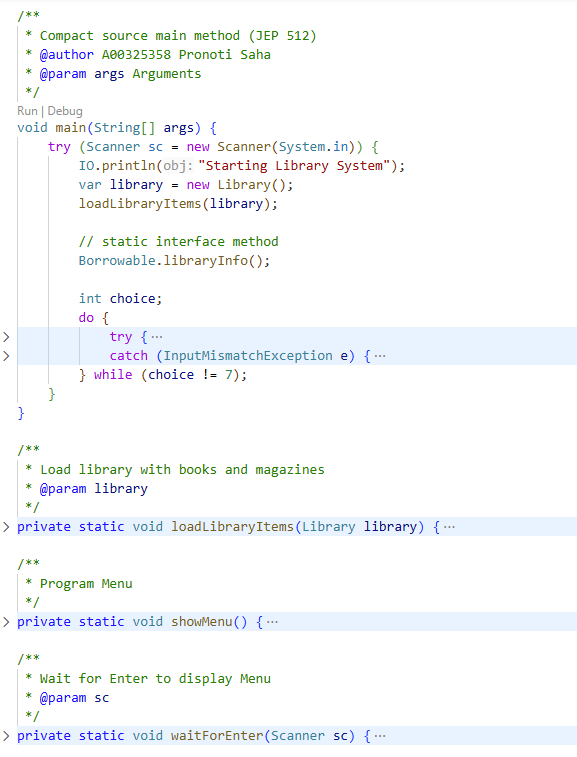 /**
 * Compact source main method (JEP 512)
 * @author A00325358 Pronoti Saha
 * @param args Arguments
 */
Run | Debug
void main(String[] args) {
    try (Scanner sc = new Scanner(System.in)) {
        IO.println(obj: "Starting Library System");
        var library = new Library();
        loadLibraryItems(library);

        // static interface method
        Borrowable.libraryInfo();

        int choice;
        do {
            try {…
            catch (InputMismatchException e) {…
        } while (choice != 7);
    }
}

/**
 * Load library with books and magazines
 * @param library
 */
private static void loadLibraryItems(Library library) {…

/**
 * Program Menu
 */
private static void showMenu() {…

/**
 * Wait for Enter to display Menu
 * @param sc
 */
private static void waitForEnter(Scanner sc) {…